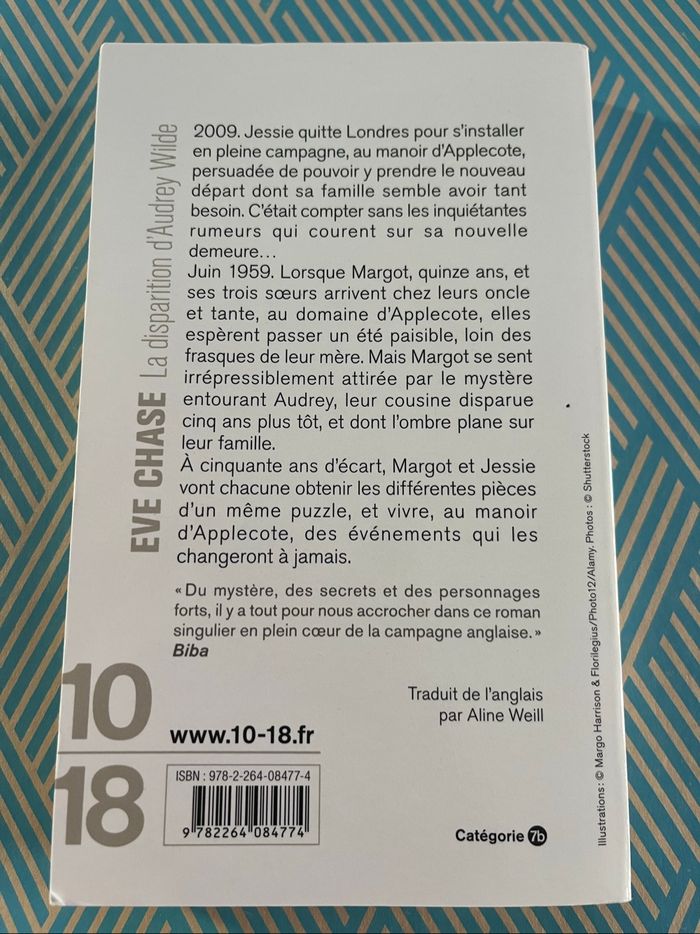 2009. Jessie quitte Londres pour s'installer
en pleine campagne, au manoir d'Applecote,
persuadée de pouvoir y prendre le nouveau
départ dont sa famille semble avoir tant
besoin. C'était compter sans les inquiétantes
rumeurs qui courent sur sa nouvelle
demeure…
Juin 1959. Lorsque Margot, quinze ans, et
ses trois sœurs arrivent chez leurs oncle
et tante, au domaine d'Applecote, elles
espèrent passer un été paisible, loin des
frasques de leur mère. Mais Margot se sent
irrépressiblement attirée par le mystère
entourant Audrey, leur cousine disparue
cinq ans plus tôt, et dont l'ombre plane sur
leur famille.
À cinquante ans d'écart, Margot et Jessie
vont chacune obtenir les différentes pièces
d'un même puzzle, et vivre, au manoir
d'Applecote, des événements qui les
changeront à jamais.
« Du mystère, des secrets et des personnages
forts, il y a tout pour nous accrocher dans ce roman
singulier en plein cœur de la campagne anglaise. »
Biba
EVE CHASE La disparition d'Audrey Wilde
Traduit de l'anglais
par Aline Weill
10
18
www.10-18.fr
ISBN : 978-2-264-08477-4
9 782264 084774
Catégorie 7b
Illustrations : © Margo Harrison & Florilegius/Photo12/Alamy. Photos : © Shutterstock